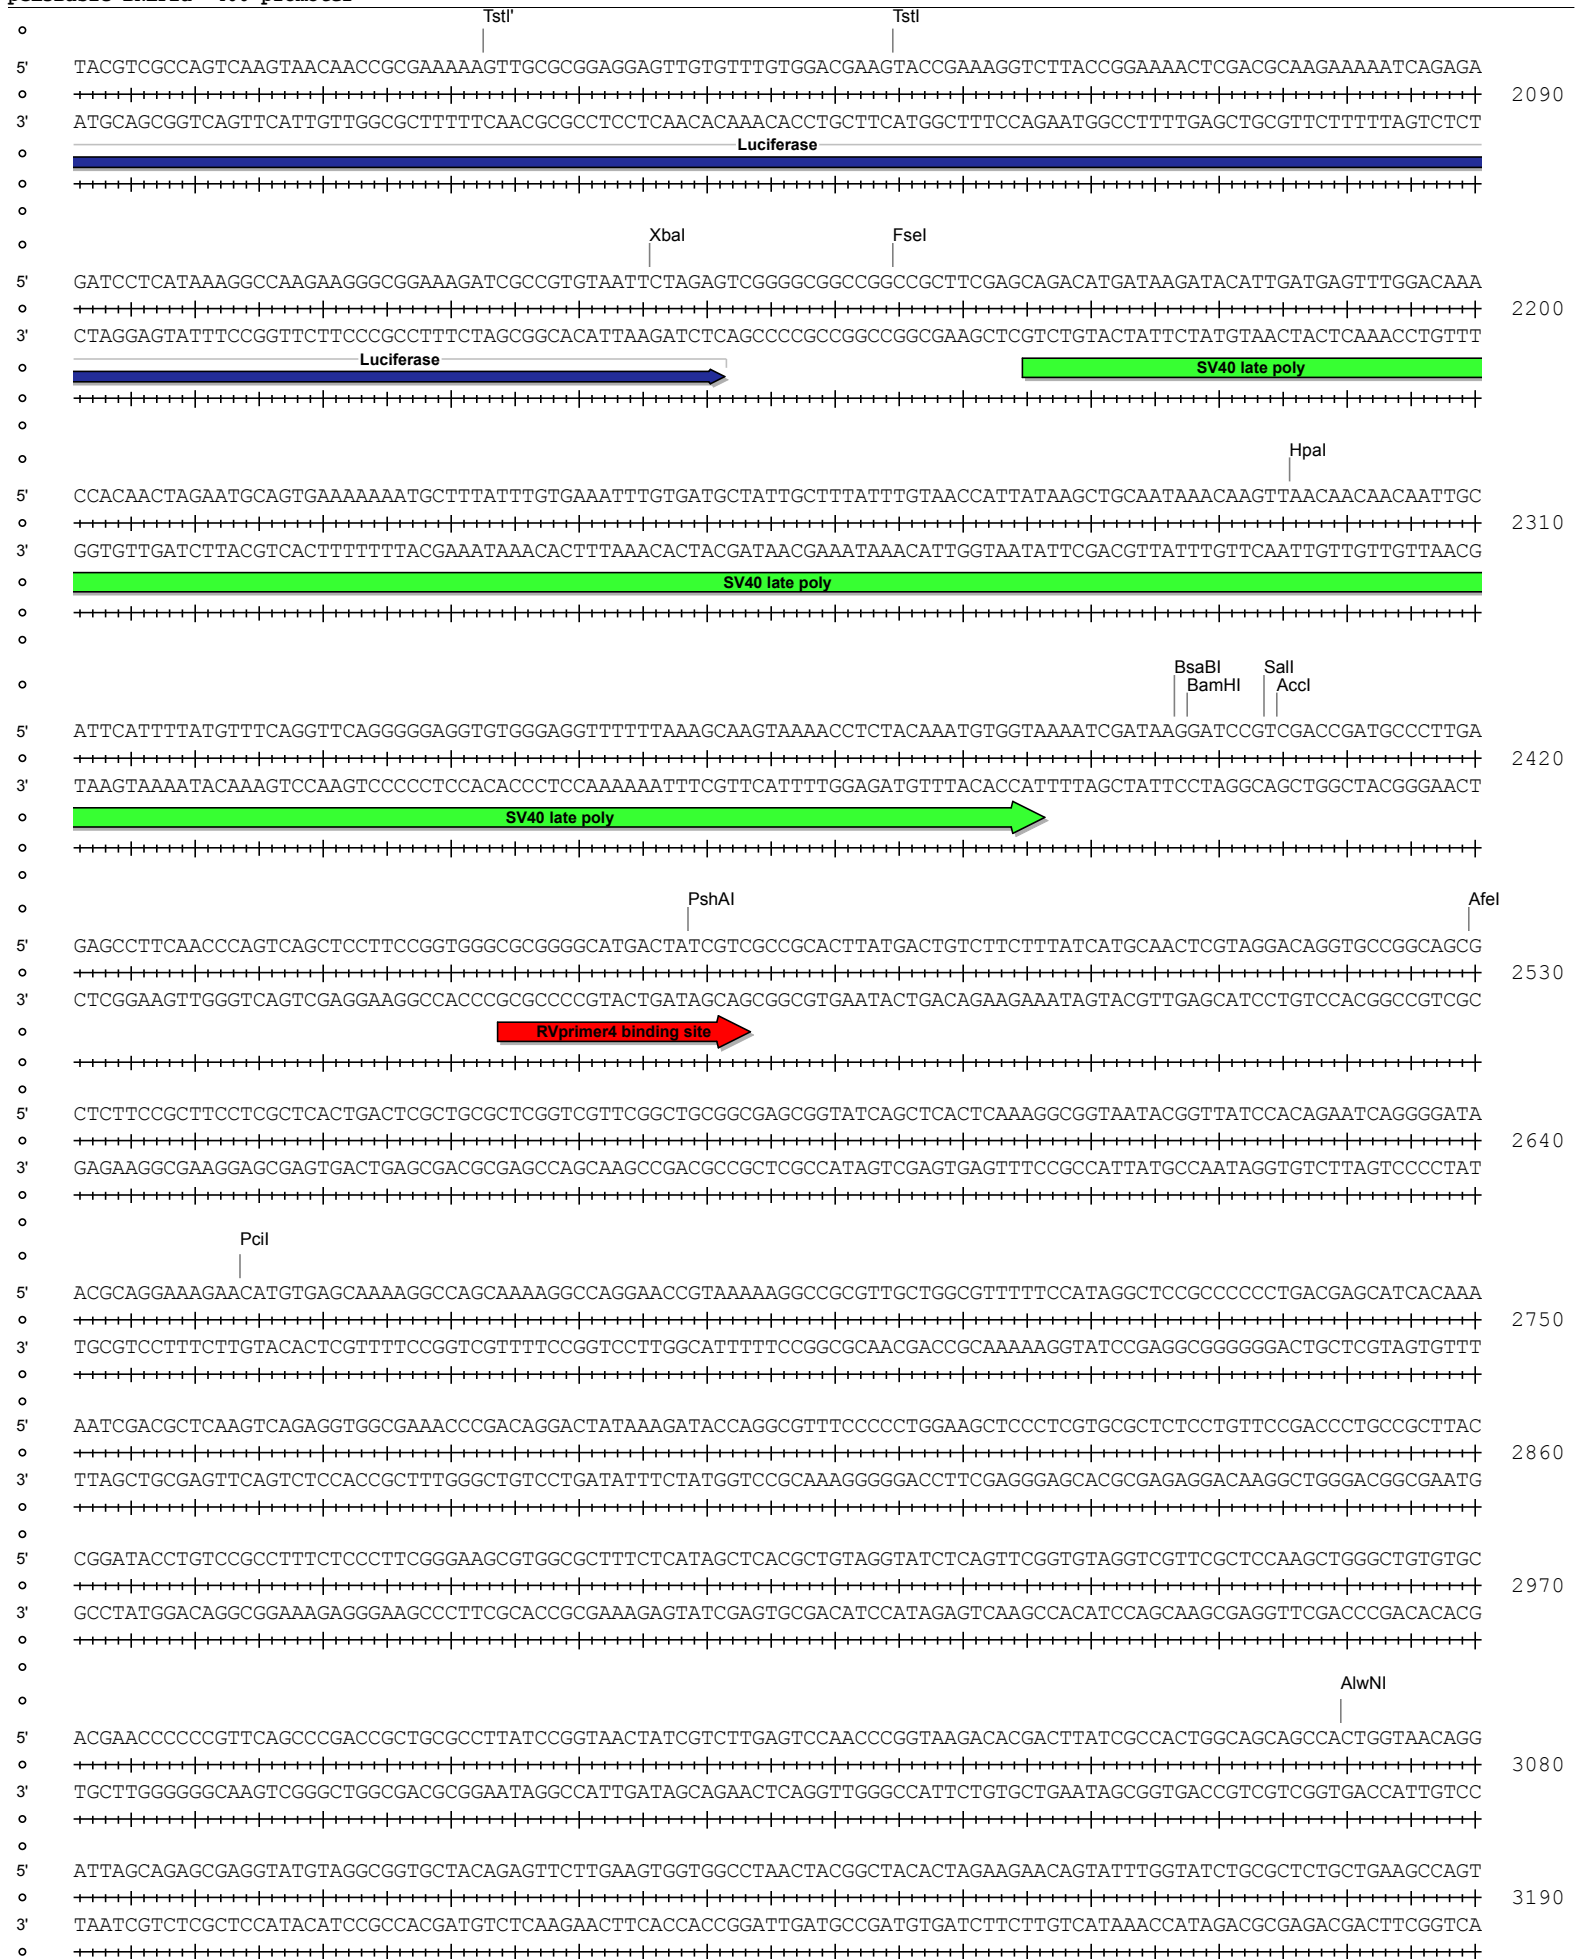 TstI' TstI
5' TACGTCGCCAGTCAAGTAACAACCGCGAAAAAGTTGCGCGGAGGAGTTGTGTTTGTGGACGAAGTACCGAAAGGTCTTACCGGAAAACTCGACGCAAGAAAAATCAGAGA
2090
3' ATGCAGCGGTCAGTTCATTGTTGGCGCTTTTTCAACGCGCCTCCTCAACACAAACACCTGCTTCATGGCTTTCCAGAATGGCCTTTTGAGCTGCGTTCTTTTTAGTCTCT
Luciferase
XbaI FseI
5' GATCCTCATAAAGGCCAAGAAGGGCGGAAAGATCGCCGTGTAATTCTAGAGTCGGGGCGGCCGGCCGCTTCGAGCAGACATGATAAGATACATTGATGAGTTTGGACAAA
2200
3' CTAGGAGTATTTCCGGTTCTTCCCGCCTTTCTAGCGGCACATTAAGATCTCAGCCCCGCCGGCCGGCGAAGCTCGTCTGTACTATTCTATGTAACTACTCAAACCTGTTT
Luciferase SV40 late poly
HpaI
5' CCACAACTAGAATGCAGTGAAAAAAATGCTTTATTTGTGAAATTTGTGATGCTATTGCTTTATTTGTAACCATTATAAGCTGCAATAAACAAGTTAACAACAACAATTGC
2310
3' GGTGTTGATCTTACGTCACTTTTTTTACGAAATAAACACTTTAAACACTACGATAACGAAATAAACATTGGTAATATTCGACGTTATTTGTTCAATTGTTGTTGTTAACG
SV40 late poly
BsaBI SalI
BamHI AccI
5' ATTCATTTTATGTTTCAGGTTCAGGGGGAGGTGTGGGAGGTTTTTTAAAGCAAGTAAAACCTCTACAAATGTGGTAAAATCGATAAGGATCCGTCGACCGATGCCCTTGA
2420
3' TAAGTAAAATACAAAGTCCAAGTCCCCCTCCACACCCTCCAAAAAATTTCGTTCATTTTGGAGATGTTTACACCATTTTAGCTATTCCTAGGCAGCTGGCTACGGGAACT
SV40 late poly
PshAI AfeI
5' GAGCCTTCAACCCAGTCAGCTCCTTCCGGTGGGCGCGGGGCATGACTATCGTCGCCGCACTTATGACTGTCTTCTTTATCATGCAACTCGTAGGACAGGTGCCGGCAGCG
2530
3' CTCGGAAGTTGGGTCAGTCGAGGAAGGCCACCCGCGCCCCGTACTGATAGCAGCGGCGTGAATACTGACAGAAGAAATAGTACGTTGAGCATCCTGTCCACGGCCGTCGC
RVprimer4 binding site
5' CTCTTCCGCTTCCTCGCTCACTGACTCGCTGCGCTCGGTCGTTCGGCTGCGGCGAGCGGTATCAGCTCACTCAAAGGCGGTAATACGGTTATCCACAGAATCAGGGGATA
2640
3' GAGAAGGCGAAGGAGCGAGTGACTGAGCGACGCGAGCCAGCAAGCCGACGCCGCTCGCCATAGTCGAGTGAGTTTCCGCCATTATGCCAATAGGTGTCTTAGTCCCCTAT
PciI
5' ACGCAGGAAAGAACATGTGAGCAAAAGGCCAGCAAAAGGCCAGGAACCGTAAAAAGGCCGCGTTGCTGGCGTTTTTCCATAGGCTCCGCCCCCCTGACGAGCATCACAAA
2750
3' TGCGTCCTTTCTTGTACACTCGTTTTCCGGTCGTTTTCCGGTCCTTGGCATTTTTCCGGCGCAACGACCGCAAAAAGGTATCCGAGGCGGGGGGACTGCTCGTAGTGTTT
5' AATCGACGCTCAAGTCAGAGGTGGCGAAACCCGACAGGACTATAAAGATACCAGGCGTTTCCCCCTGGAAGCTCCCTCGTGCGCTCTCCTGTTCCGACCCTGCCGCTTAC
2860
3' TTAGCTGCGAGTTCAGTCTCCACCGCTTTGGGCTGTCCTGATATTTCTATGGTCCGCAAAGGGGGACCTTCGAGGGAGCACGCGAGAGGACAAGGCTGGGACGGCGAATG
5' CGGATACCTGTCCGCCTTTCTCCCTTCGGGAAGCGTGGCGCTTTCTCATAGCTCACGCTGTAGGTATCTCAGTTCGGTGTAGGTCGTTCGCTCCAAGCTGGGCTGTGTGC
2970
3' GCCTATGGACAGGCGGAAAGAGGGAAGCCCTTCGCACCGCGAAAGAGTATCGAGTGCGACATCCATAGAGTCAAGCCACATCCAGCAAGCGAGGTTCGACCCGACACACG
AlwNI
5' ACGAACCCCCCGTTCAGCCCGACCGCTGCGCCTTATCCGGTAACTATCGTCTTGAGTCCAACCCGGTAAGACACGACTTATCGCCACTGGCAGCAGCCACTGGTAACAGG
3080
3' TGCTTGGGGGGCAAGTCGGGCTGGCGACGCGGAATAGGCCATTGATAGCAGAACTCAGGTTGGGCCATTCTGTGCTGAATAGCGGTGACCGTCGTCGGTGACCATTGTCC
5' ATTAGCAGAGCGAGGTATGTAGGCGGTGCTACAGAGTTCTTGAAGTGGTGGCCTAACTACGGCTACACTAGAAGAACAGTATTTGGTATCTGCGCTCTGCTGAAGCCAGT
3190
3' TAATCGTCTCGCTCCATACATCCGCCACGATGTCTCAAGAACTTCACCACCGGATTGATGCCGATGTGATCTTCTTGTCATAAACCATAGACGCGAGACGACTTCGGTCA